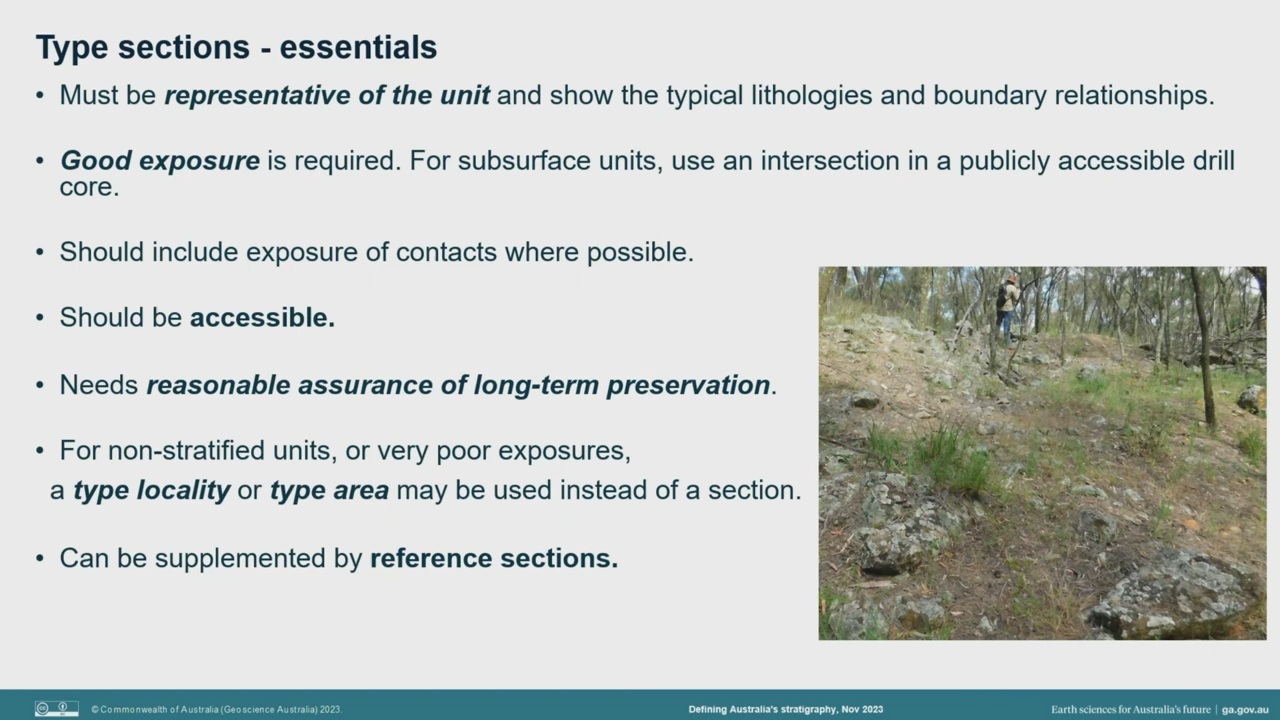 Type sections - essentials
• Must be representative of the unit and show the typical lithologies and boundary relationships.
• Good exposure is required. For subsurface units, use an intersection in a publicly accessible drill
core.
• Should include exposure of contacts where possible.
• Should be accessible.
• Needs reasonable assurance of long-term preservation.
• For non-stratified units, or very poor exposures,
a type locality or type area may be used instead of a section.
• Can be supplemented by reference sections.
© Commonwealth of Australia (Geoscience Australia) 2023.
Defining Australia's stratigraphy, Nov 2023
Earth sciences for Australia's future | ga.gov.au